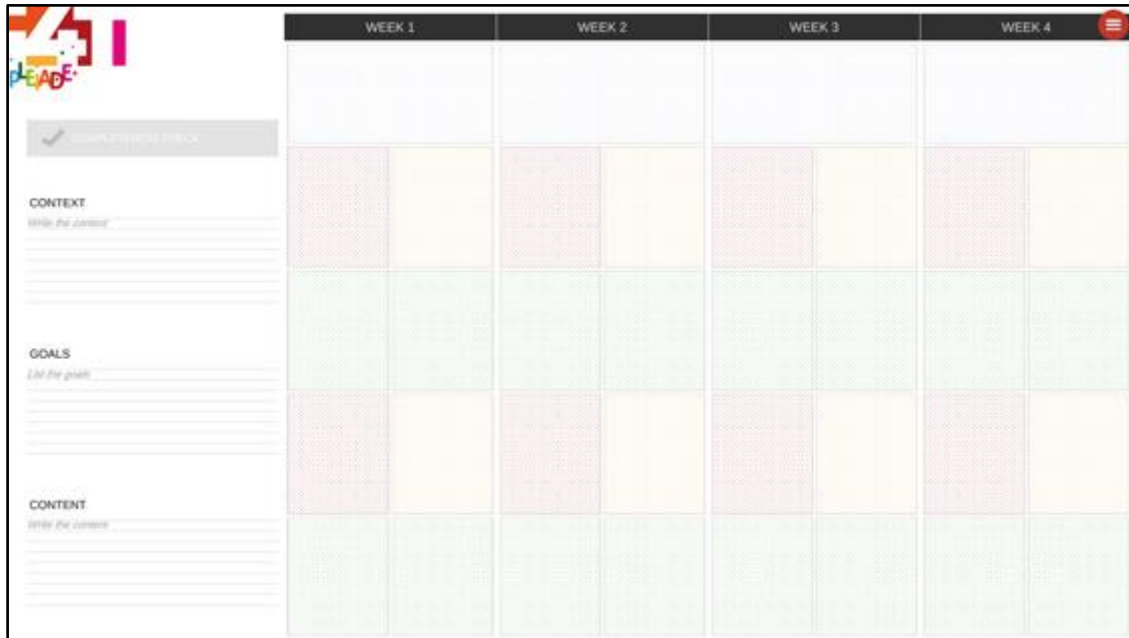 PLEIADE
WEEK 1
WEEK 2
WEEK 3
WEEK 4
COMPLETENESS CHECK
CONTEXT
Write the context
GOALS
List the goals
CONTENT
Write the content